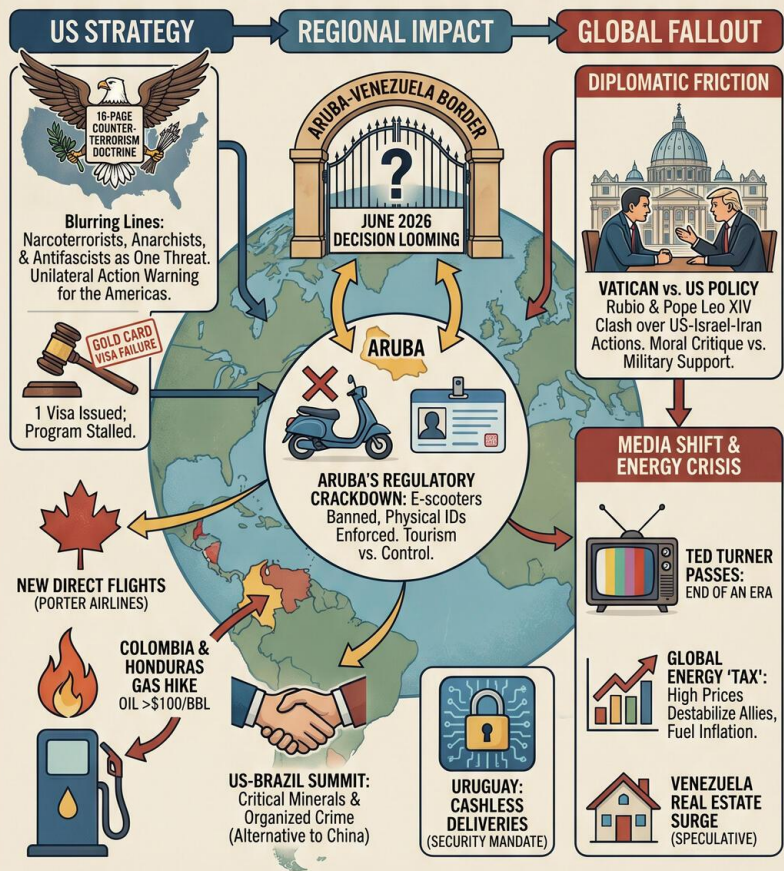 US STRATEGY
REGIONAL IMPACT
GLOBAL FALLOUT
16-PAGE
COUNTER-
TERRORISM
DOCTRINE
Blurring Lines:
Narcoterrorists, Anarchists,
& Antifascists as One Threat.
Unilateral Action Warning
for the Americas.
GOLD CARD
VISA FAILURE
1 Visa Issued;
Program Stalled.
ARUBA-VENEZUELA BORDER
?
JUNE 2026
DECISION LOOMING
ARUBA
ARUBA'S REGULATORY
CRACKDOWN: E-scooters
Banned, Physical IDs
Enforced. Tourism
vs. Control.
DIPLOMATIC FRICTION
VATICAN vs. US POLICY
Rubio & Pope Leo XIV
Clash over US-Israel-Iran
Actions. Moral Critique vs.
Military Support.
NEW DIRECT FLIGHTS
(PORTER AIRLINES)
COLOMBIA &
HONDURAS
GAS HIKE
OIL >$100/BBL
US-BRAZIL SUMMIT:
Critical Minerals &
Organized Crime
(Alternative to China)
URUGUAY:
CASHLESS
DELIVERIES
(SECURITY MANDATE)
MEDIA SHIFT &
ENERGY CRISIS
TED TURNER
PASSES:
END OF AN ERA
GLOBAL
ENERGY 'TAX':
High Prices
Destabilize Allies,
Fuel Inflation.
VENEZUELA
REAL ESTATE
SURGE
(SPECULATIVE)